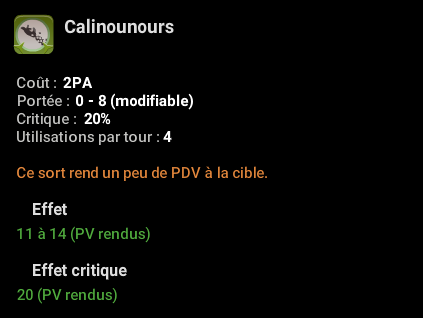 Calinounours
Coût : 2PA
Portée : 0 - 8 (modifiable)
Critique : 20%
Utilisations par tour : 4
Ce sort rend un peu de PDV à la cible.
Effet
11 à 14 (PV rendus)
Effet critique
20 (PV rendus)